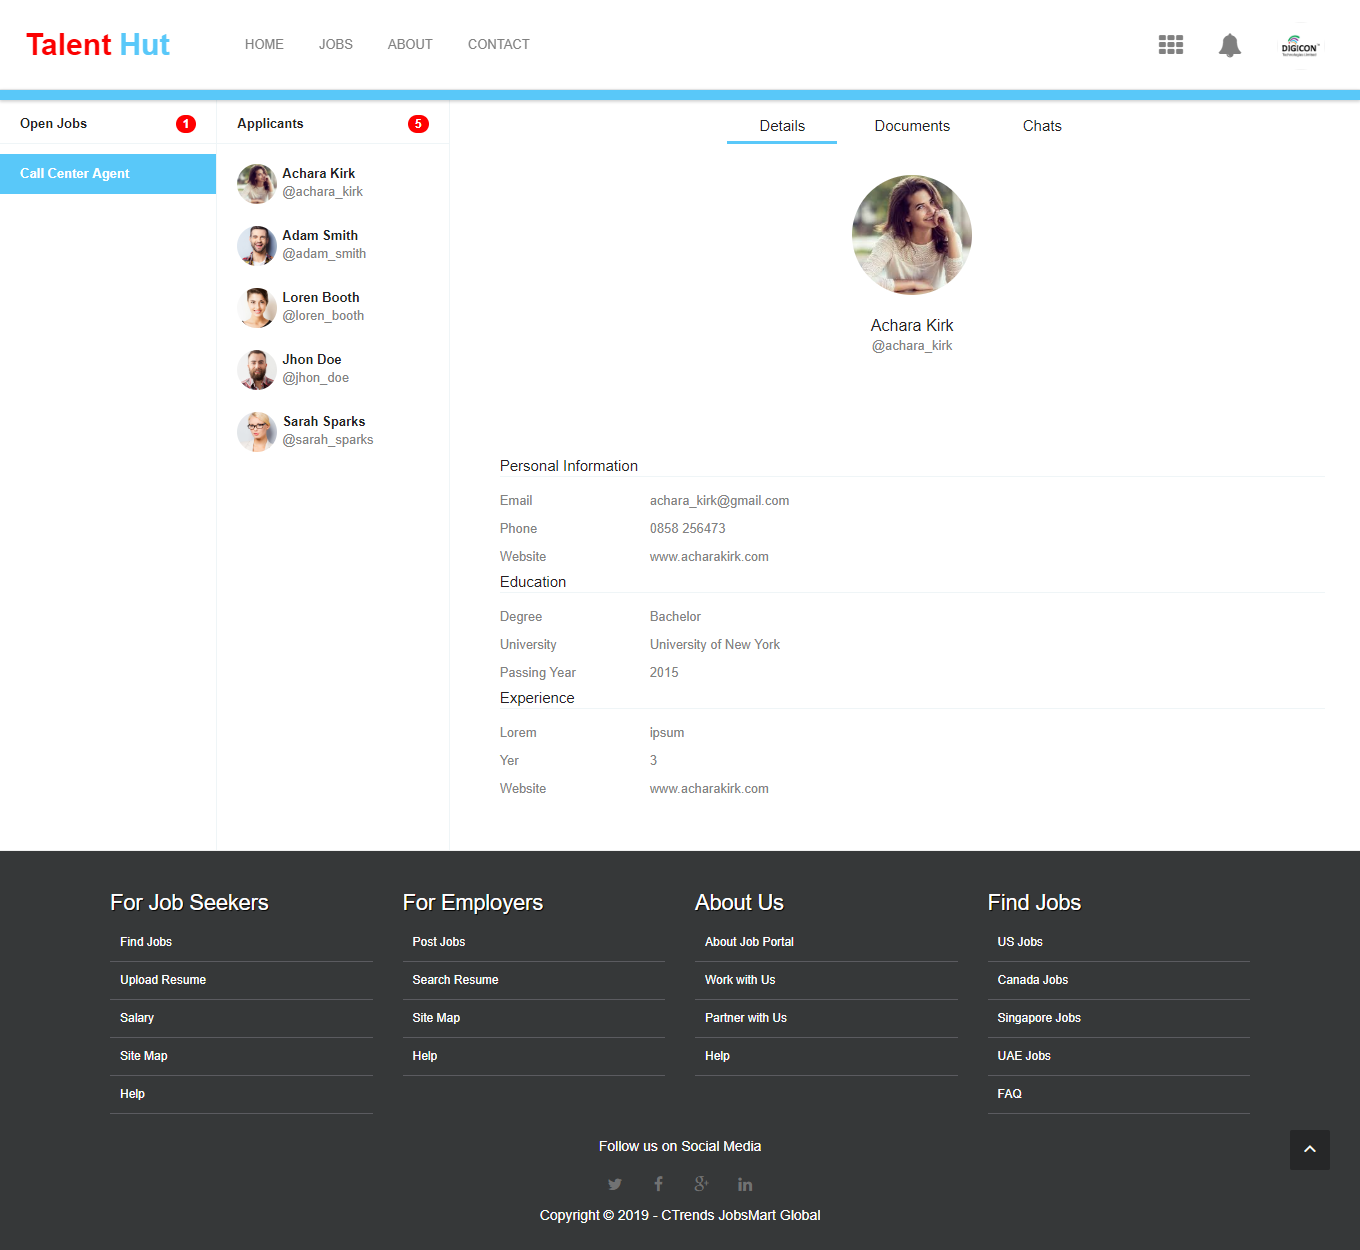 Talent Hut
HOME JOBS ABOUT CONTACT
DIGICON
Open Jobs 1
Call Center Agent
Applicants 5
Achara Kirk
@achara_kirk
Adam Smith
@adam_smith
Loren Booth
@loren_booth
Jhon Doe
@jhon_doe
Sarah Sparks
@sarah_sparks
Details Documents Chats
Achara Kirk
@achara_kirk
Personal Information
Email achara_kirk@gmail.com
Phone 0858 256473
Website www.acharakirk.com
Education
Degree Bachelor
University University of New York
Passing Year 2015
Experience
Lorem ipsum
Yer 3
Website www.acharakirk.com
For Job Seekers
Find Jobs
Upload Resume
Salary
Site Map
Help
For Employers
Post Jobs
Search Resume
Site Map
Help
About Us
About Job Portal
Work with Us
Partner with Us
Help
Find Jobs
US Jobs
Canada Jobs
Singapore Jobs
UAE Jobs
FAQ
Follow us on Social Media
Copyright © 2019 - CTrends JobsMart Global